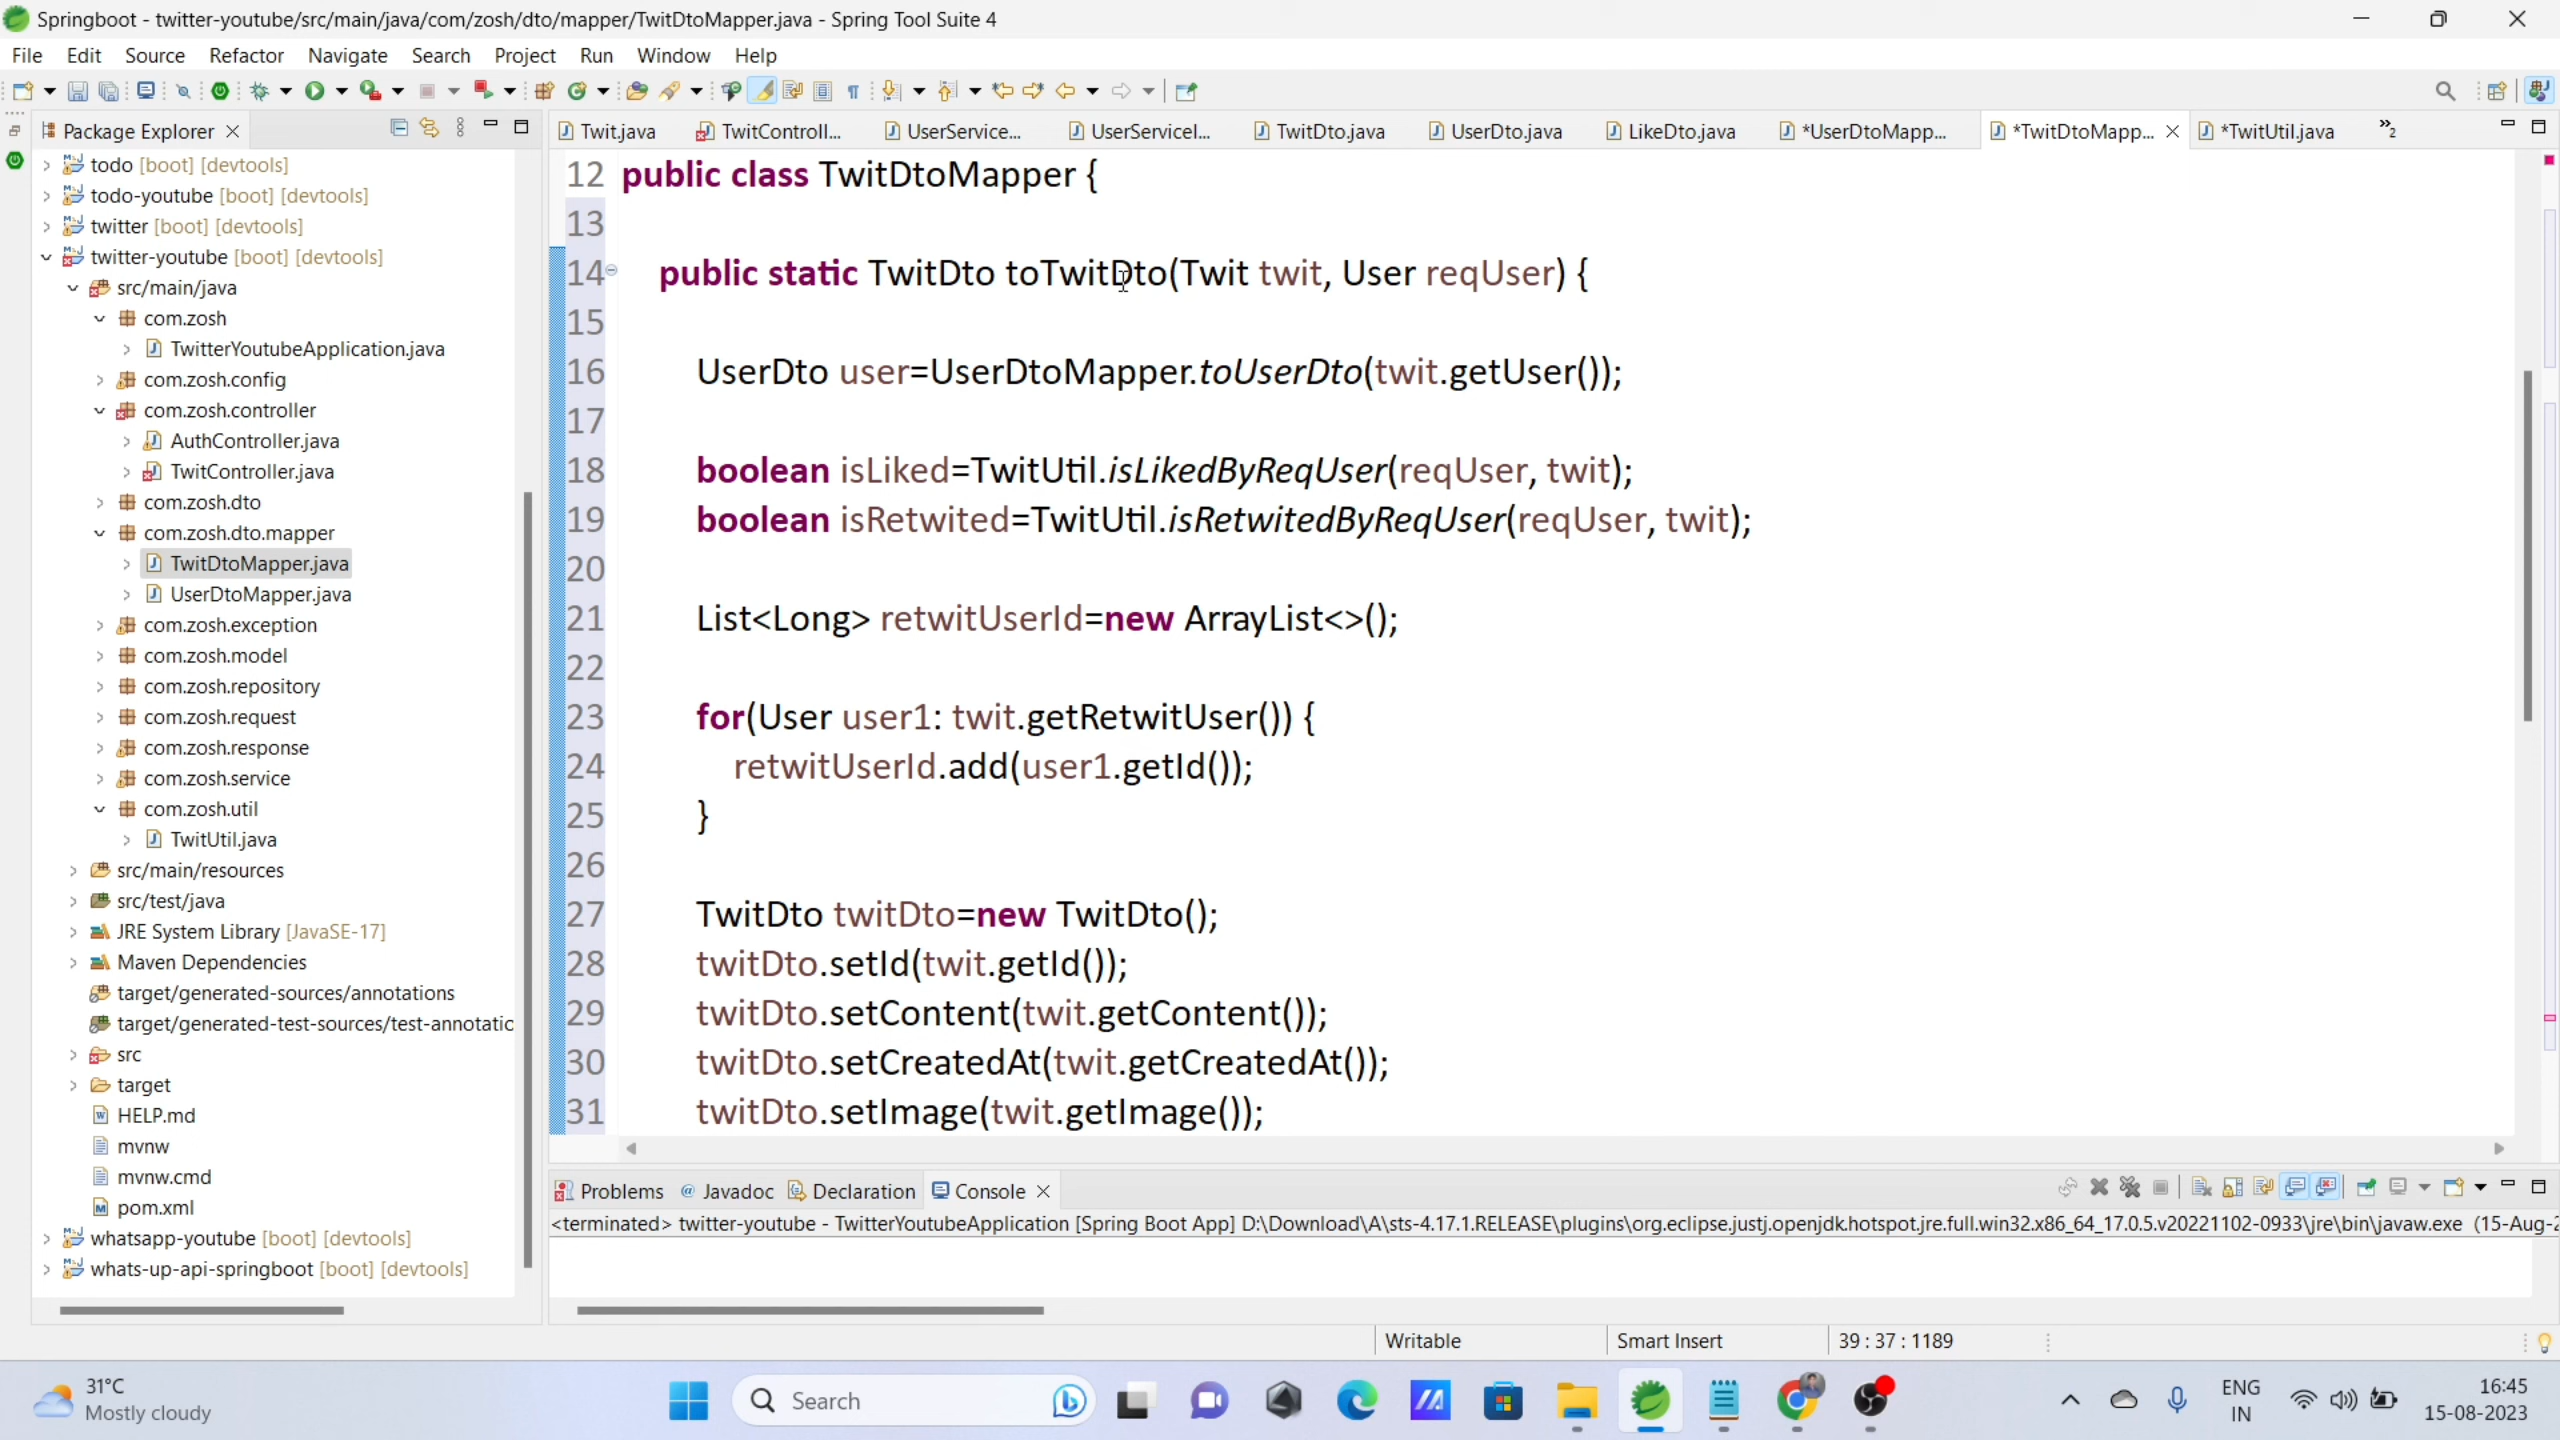 Springboot - twitter-youtube/src/main/java/com/zosh/dto/mapper/TwitDtoMapper.java - Spring Tool Suite 4
File Edit Source Refactor Navigate Search Project Run Window Help
Package Explorer
todo [boot] [devtools]
todo-youtube [boot] [devtools]
twitter [boot] [devtools]
twitter-youtube [boot] [devtools]
src/main/java
com.zosh
TwitterYoutubeApplication.java
com.zosh.config
com.zosh.controller
AuthController.java
TwitController.java
com.zosh.dto
com.zosh.dto.mapper
TwitDtoMapper.java
UserDtoMapper.java
com.zosh.exception
com.zosh.model
com.zosh.repository
com.zosh.request
com.zosh.response
com.zosh.service
com.zosh.util
TwitUtil.java
src/main/resources
src/test/java
JRE System Library [JavaSE-17]
Maven Dependencies
target/generated-sources/annotations
target/generated-test-sources/test-annotatic
src
target
HELP.md
mvnw
mvnw.cmd
pom.xml
whatsapp-youtube [boot] [devtools]
whats-up-api-springboot [boot] [devtools]
Twit.java TwitControll... UserService... UserServiceI... TwitDto.java UserDto.java LikeDto.java *UserDtoMapp... *TwitDtoMapp... *TwitUtil.java »2
12 public class TwitDtoMapper {
13
14 public static TwitDto toTwitDto(Twit twit, User reqUser) {
15
16 UserDto user=UserDtoMapper.toUserDto(twit.getUser());
17
18 boolean isLiked=TwitUtil.isLikedByReqUser(reqUser, twit);
19 boolean isRetwited=TwitUtil.isRetwitedByReqUser(reqUser, twit);
20
21 List<Long> retwitUserId=new ArrayList<>();
22
23 for(User user1: twit.getRetwitUser()) {
24 retwitUserId.add(user1.getId());
25 }
26
27 TwitDto twitDto=new TwitDto();
28 twitDto.setId(twit.getId());
29 twitDto.setContent(twit.getContent());
30 twitDto.setCreatedAt(twit.getCreatedAt());
31 twitDto.setImage(twit.getImage());
Problems Javadoc Declaration Console
<terminated> twitter-youtube - TwitterYoutubeApplication [Spring Boot App] D:\Download\A\sts-4.17.1.RELEASE\plugins\org.eclipse.justj.openjdk.hotspot.jre.full.win32.x86_64_17.0.5.v20221102-0933\jre\bin\javaw.exe (15-Aug-2
Writable Smart Insert 39 : 37 : 1189
31°C
Mostly cloudy
Search
ENG
IN
16:45
15-08-2023